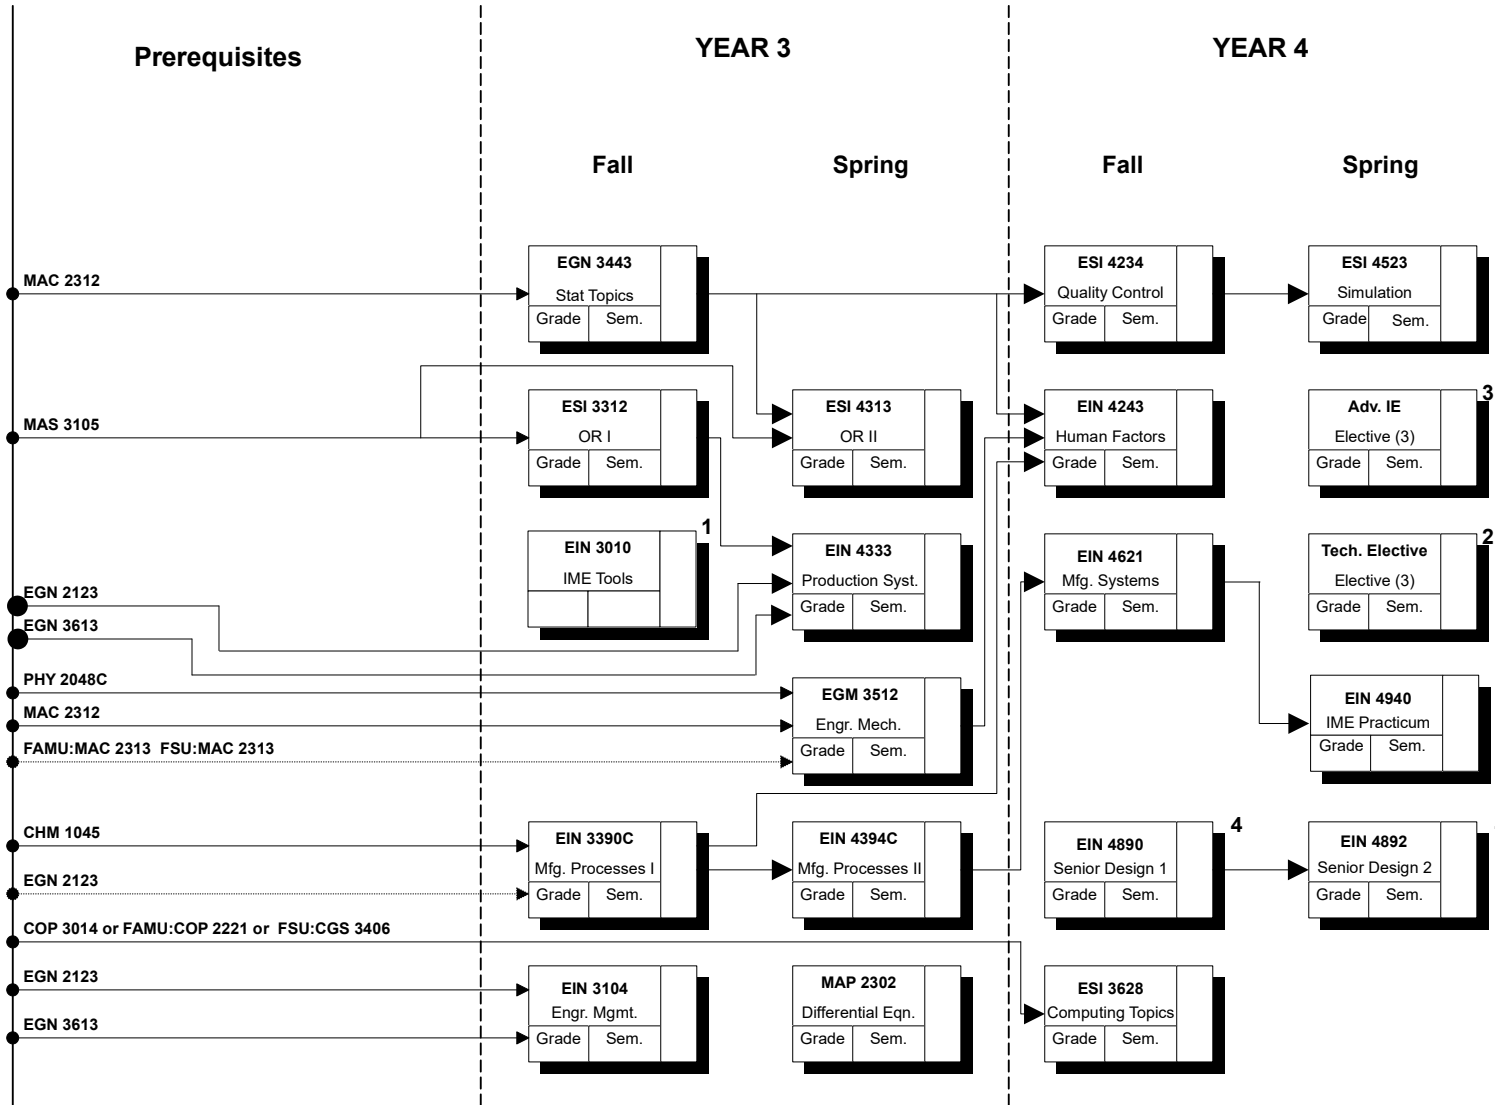 Prerequisites
YEAR 3
YEAR 4
Fall
Spring
Fall
Spring
MAC 2312
EGN 3443
Stat Topics
Grade Sem.
ESI 4234
Quality Control
Grade Sem.
ESI 4523
Simulation
Grade Sem.
MAS 3105
ESI 3312
OR I
Grade Sem.
ESI 4313
OR II
Grade Sem.
EIN 4243
Human Factors
Grade Sem.
Adv. IE
Elective (3)
Grade Sem.
3
EIN 3010
IME Tools
1
EIN 4333
Production Syst.
Grade Sem.
EIN 4621
Mfg. Systems
Grade Sem.
Tech. Elective
Elective (3)
Grade Sem.
2
EGN 2123
EGN 3613
PHY 2048C
MAC 2312
FAMU:MAC 2313 FSU:MAC 2313
EGM 3512
Engr. Mech.
Grade Sem.
EIN 4940
IME Practicum
Grade Sem.
CHM 1045
EGN 2123
EIN 3390C
Mfg. Processes I
Grade Sem.
EIN 4394C
Mfg. Processes II
Grade Sem.
EIN 4890
Senior Design 1
Grade Sem.
4
EIN 4892
Senior Design 2
Grade Sem.
COP 3014 or FAMU:COP 2221 or FSU:CGS 3406
EGN 2123
EGN 3613
EIN 3104
Engr. Mgmt.
Grade Sem.
MAP 2302
Differential Eqn.
Grade Sem.
ESI 3628
Computing Topics
Grade Sem.